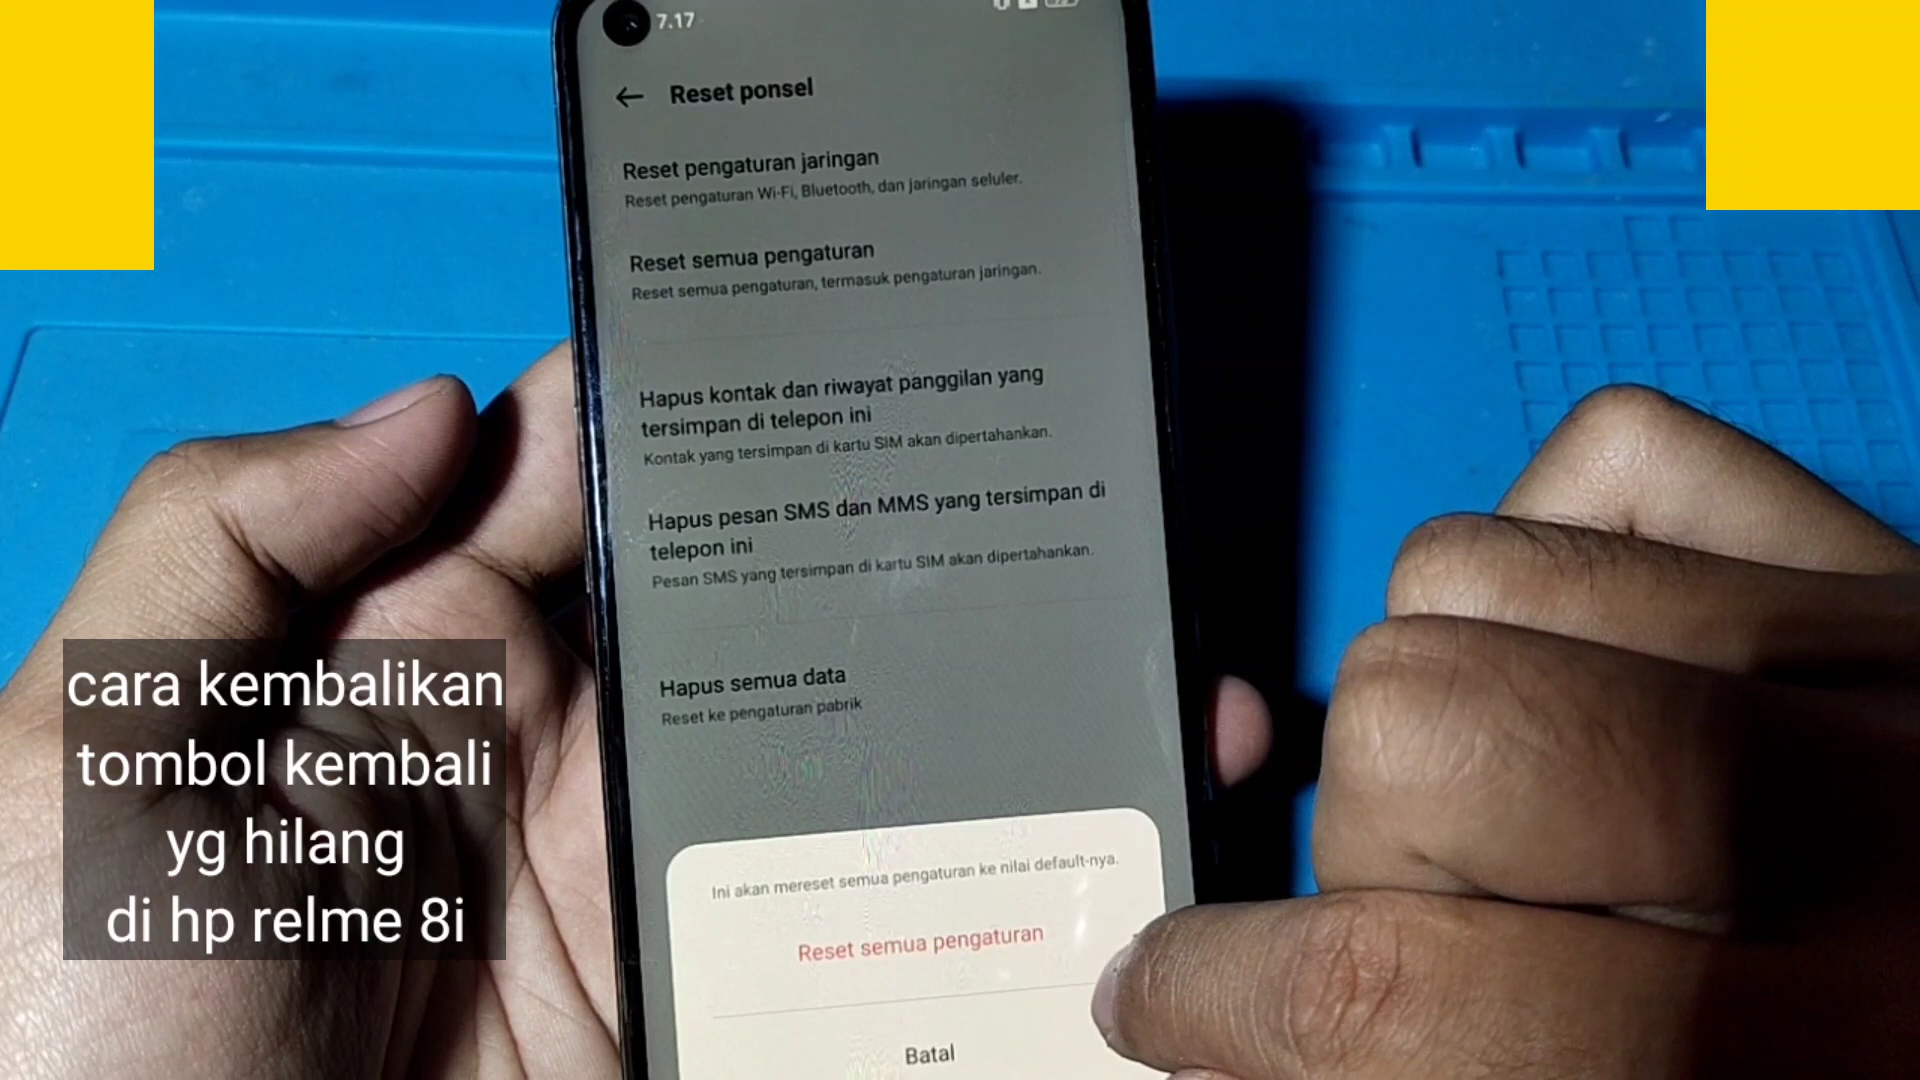 7.17
Reset ponsel
Reset pengaturan jaringan
Reset pengaturan Wi-Fi, Bluetooth, dan jaringan seluler.
Reset semua pengaturan
Reset semua pengaturan, termasuk pengaturan jaringan.
Hapus kontak dan riwayat panggilan yang
tersimpan di telepon ini
Kontak yang tersimpan di kartu SIM akan dipertahankan.
Hapus pesan SMS dan MMS yang tersimpan di
telepon ini
Pesan SMS yang tersimpan di kartu SIM akan dipertahankan.
Hapus semua data
Reset ke pengaturan pabrik
Ini akan mereset semua pengaturan ke nilai default-nya.
Reset semua pengaturan
Batal
cara kembalikan
tombol kembali
yg hilang
di hp relme 8i